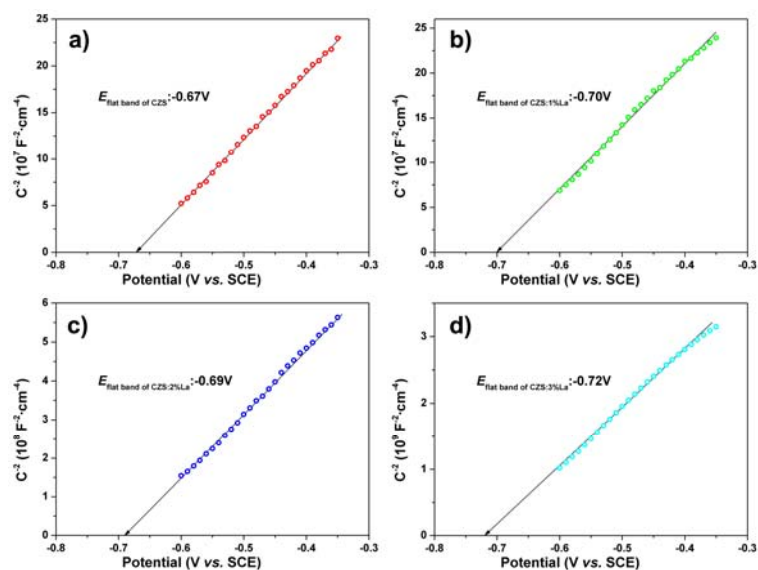 a)
E flat band of CZS:-0.67V
C⁻² (10⁷ F⁻²·cm⁻⁴)
25
20
15
10
5
0
-0.8 -0.7 -0.6 -0.5 -0.4 -0.3
Potential (V vs. SCE)
b)
E flat band of CZS:1%La:-0.70V
C⁻² (10⁷ F⁻²·cm⁻⁴)
25
20
15
10
5
0
-0.8 -0.7 -0.6 -0.5 -0.4 -0.3
Potential (V vs. SCE)
c)
E flat band of CZS:2%La:-0.69V
C⁻² (10⁸ F⁻²·cm⁻⁴)
6
5
4
3
2
1
0
-0.8 -0.7 -0.6 -0.5 -0.4 -0.3
Potential (V vs. SCE)
d)
E flat band of CZS:3%La:-0.72V
C⁻² (10⁹ F⁻²·cm⁻⁴)
3
2
1
0
-0.8 -0.7 -0.6 -0.5 -0.4 -0.3
Potential (V vs. SCE)